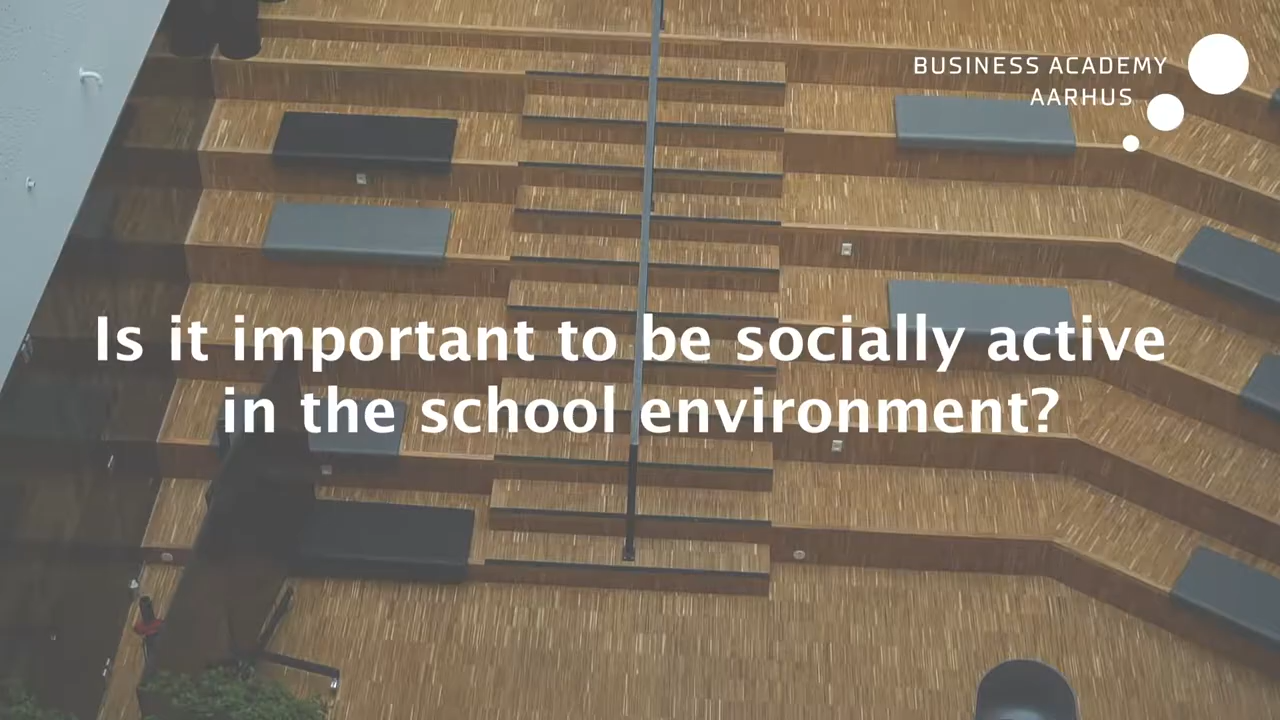 BUSINESS ACADEMY
AARHUS
Is it important to be socially active
in the school environment?